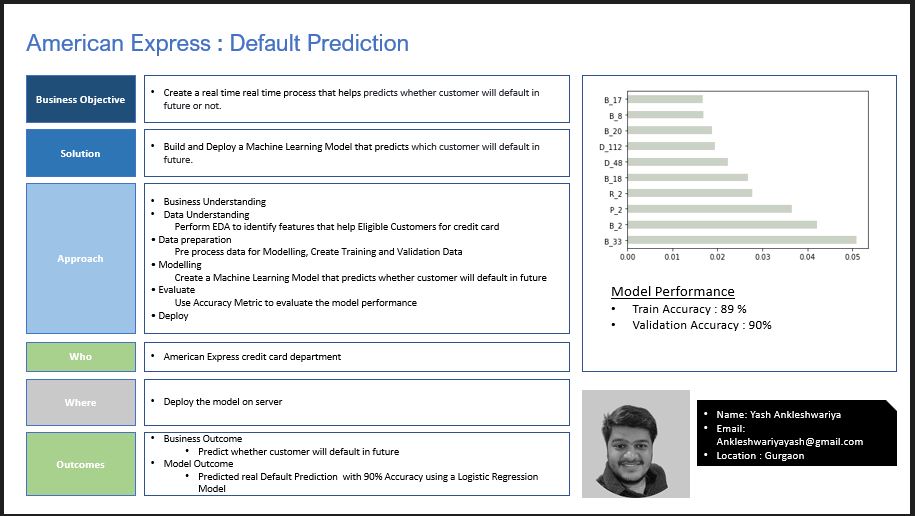 American Express : Default Prediction
Business Objective
• Create a real time real time process that helps predicts whether customer will default in
future or not.
Solution
• Build and Deploy a Machine Learning Model that predicts which customer will default in
future.
Approach
• Business Understanding
• Data Understanding
Perform EDA to identify features that help Eligible Customers for credit card
• Data preparation
Pre process data for Modelling, Create Training and Validation Data
• Modelling
Create a Machine Learning Model that predicts whether customer will default in future
• Evaluate
Use Accuracy Metric to evaluate the model performance
• Deploy
Who
• American Express credit card department
Where
• Deploy the model on server
Outcomes
• Business Outcome
• Predict whether customer will default in future
• Model Outcome
• Predicted real Default Prediction with 90% Accuracy using a Logistic Regression
Model
B_17
B_8
B_20
D_112
D_48
B_18
R_2
P_2
B_2
B_33
0.00 0.01 0.02 0.03 0.04 0.05
Model Performance
• Train Accuracy : 89 %
• Validation Accuracy : 90%
• Name: Yash Ankleshwariya
• Email:
Ankleshwariyayash@gmail.com
• Location : Gurgaon